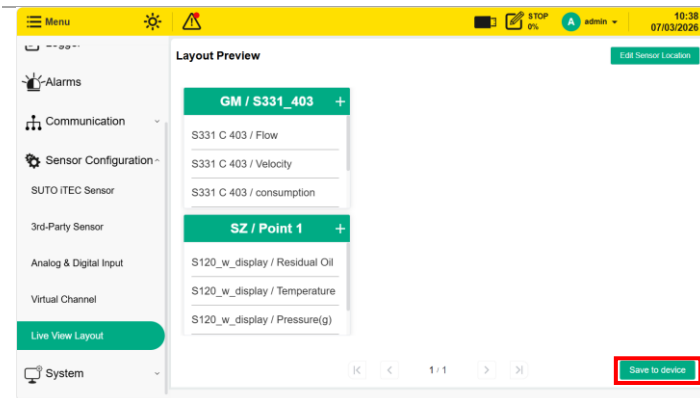 Menu
STOP
0%
A
admin
10:38
07/03/2026
Logger
Alarms
Communication
Sensor Configuration
SUTO iTEC Sensor
3rd-Party Sensor
Analog & Digital Input
Virtual Channel
Live View Layout
System
Layout Preview
Edit Sensor Location
GM / S331_403 +
S331 C 403 / Flow
S331 C 403 / Velocity
S331 C 403 / consumption
SZ / Point 1 +
S120_w_display / Residual Oil
S120_w_display / Temperature
S120_w_display / Pressure(g)
1 / 1
Save to device